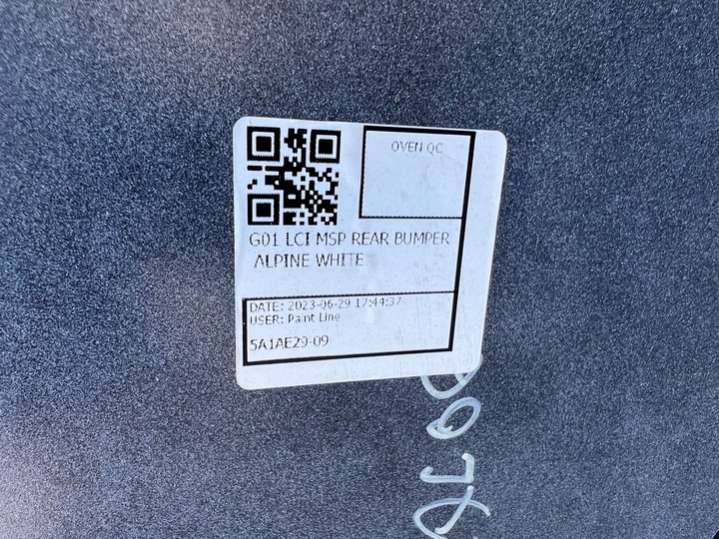 OVEN QC
G01 LCI MSP REAR BUMPER
ALPINE WHITE
DATE: 2023-06-29 17:44:37
USER: Paint Line
5A1AE29-09